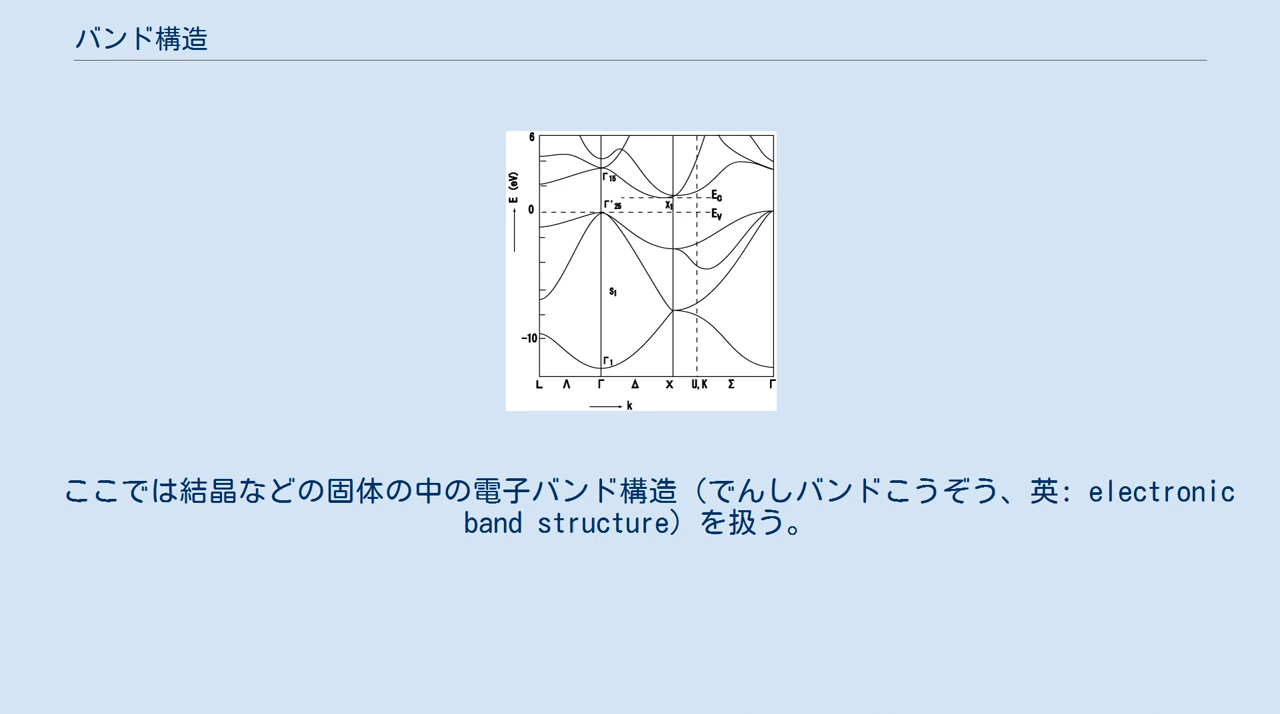 バンド構造
6
E (eV)
Γ15
Γ'25
X1
EC
0
EV
S1
-10
Γ1
L Λ Γ Δ X U,K Σ Γ
k
ここでは結晶などの固体の中の電子バンド構造（でんしバンドこうぞう、英: electronic
band structure）を扱う。